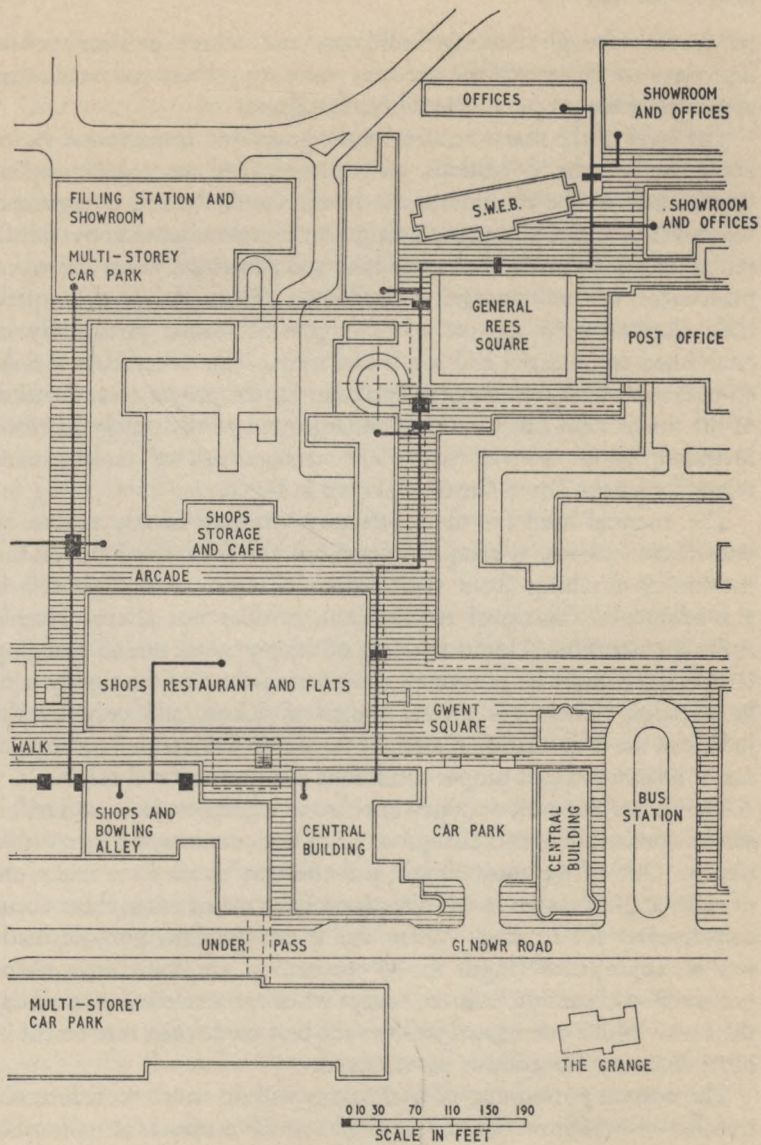 OFFICES
SHOWROOM
AND OFFICES
FILLING STATION AND
SHOWROOM
S.W.E.B.
SHOWROOM
AND OFFICES
MULTI-STOREY
CAR PARK
GENERAL
REES
SQUARE
POST OFFICE
SHOPS
STORAGE
AND CAFE
ARCADE
SHOPS RESTAURANT AND FLATS
GWENT
SQUARE
WALK
SHOPS AND
BOWLING
ALLEY
CENTRAL
BUILDING
CAR PARK
CENTRAL
BUILDING
BUS
STATION
UNDER PASS
GLNDWR ROAD
MULTI-STOREY
CAR PARK
THE GRANGE
0 10 30 70 110 150 190
SCALE IN FEET